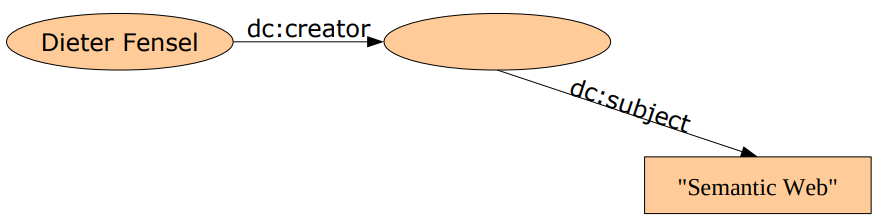 Dieter Fensel
dc:creator
dc:subject
"Semantic Web"